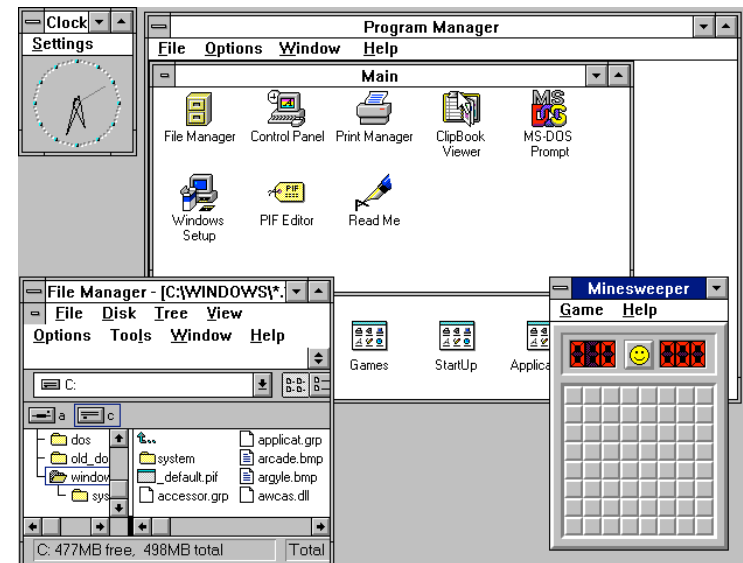 Clock
Settings
Program Manager
File Options Window Help
Main
File Manager
Control Panel
Print Manager
ClipBook
Viewer
MS-DOS
Prompt
Windows
Setup
PIF Editor
Read Me
File Manager - [C:\WINDOWS\*.
File Disk Tree View
Options Tools Window Help
C:
a c
dos
old_do
window
sys
system
_default.pif
accessor.grp
applicat.grp
arcade.bmp
argyle.bmp
awcas.dll
C: 477MB free, 498MB total
Total
Games
StartUp
Applica
Minesweeper
Game Help